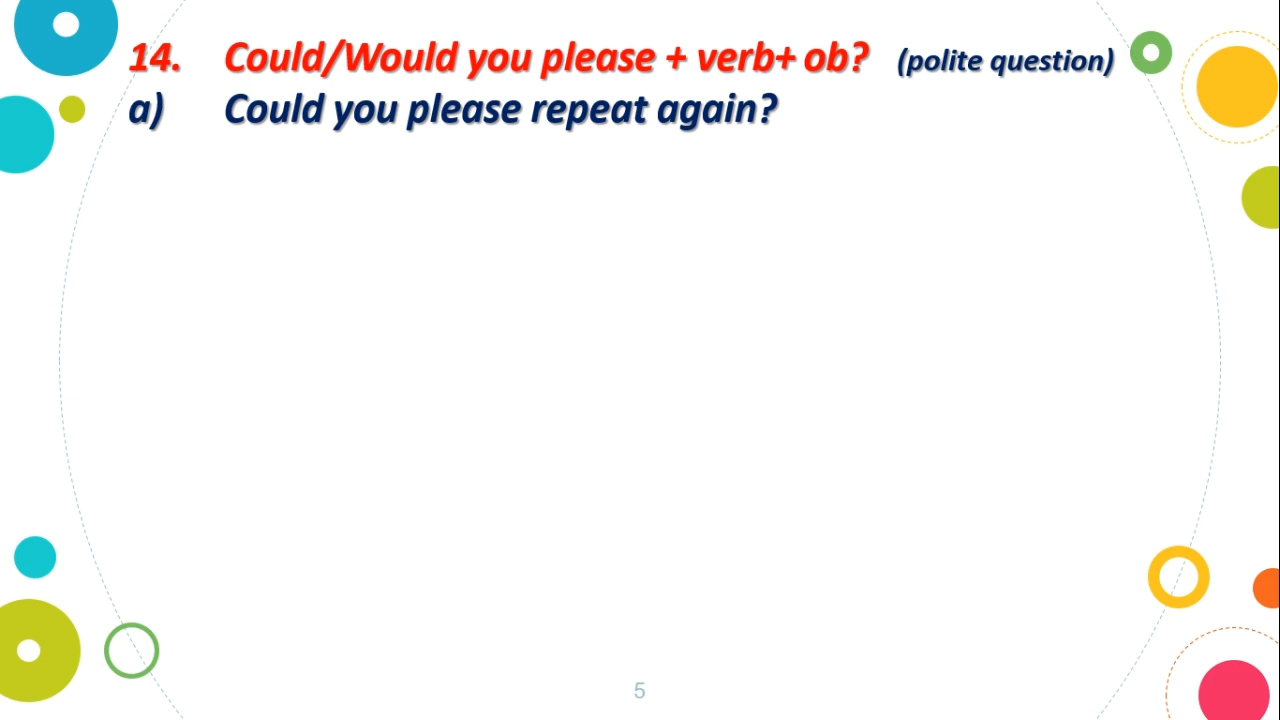 14. Could/Would you please + verb+ ob? (polite question)
a) Could you please repeat again?
5